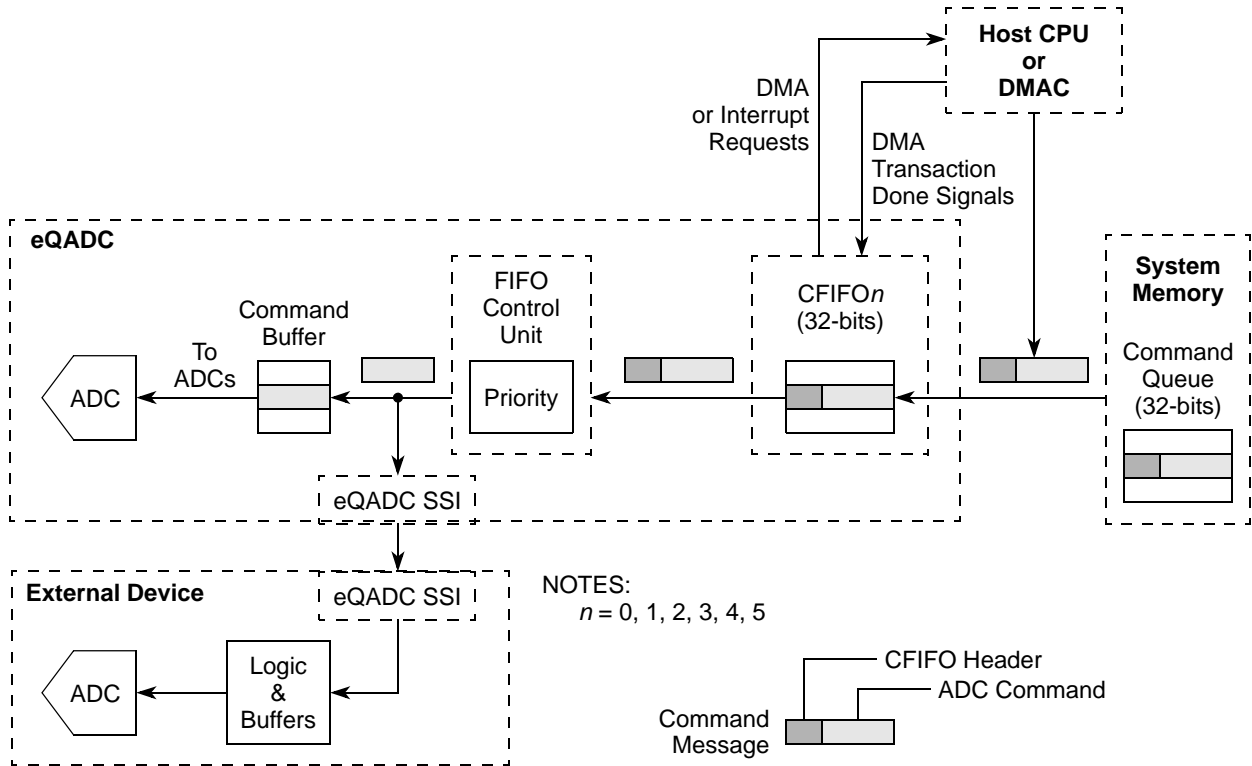 Host CPU
or
DMAC
DMA
or Interrupt
Requests
DMA
Transaction
Done Signals
eQADC
System
Memory
FIFO
Control
Unit
CFIFOn
(32-bits)
Command
Buffer
To
ADCs
Command
Queue
(32-bits)
ADC
Priority
eQADC SSI
External Device
eQADC SSI
NOTES:
n = 0, 1, 2, 3, 4, 5
ADC
Logic
&
Buffers
CFIFO Header
ADC Command
Command
Message